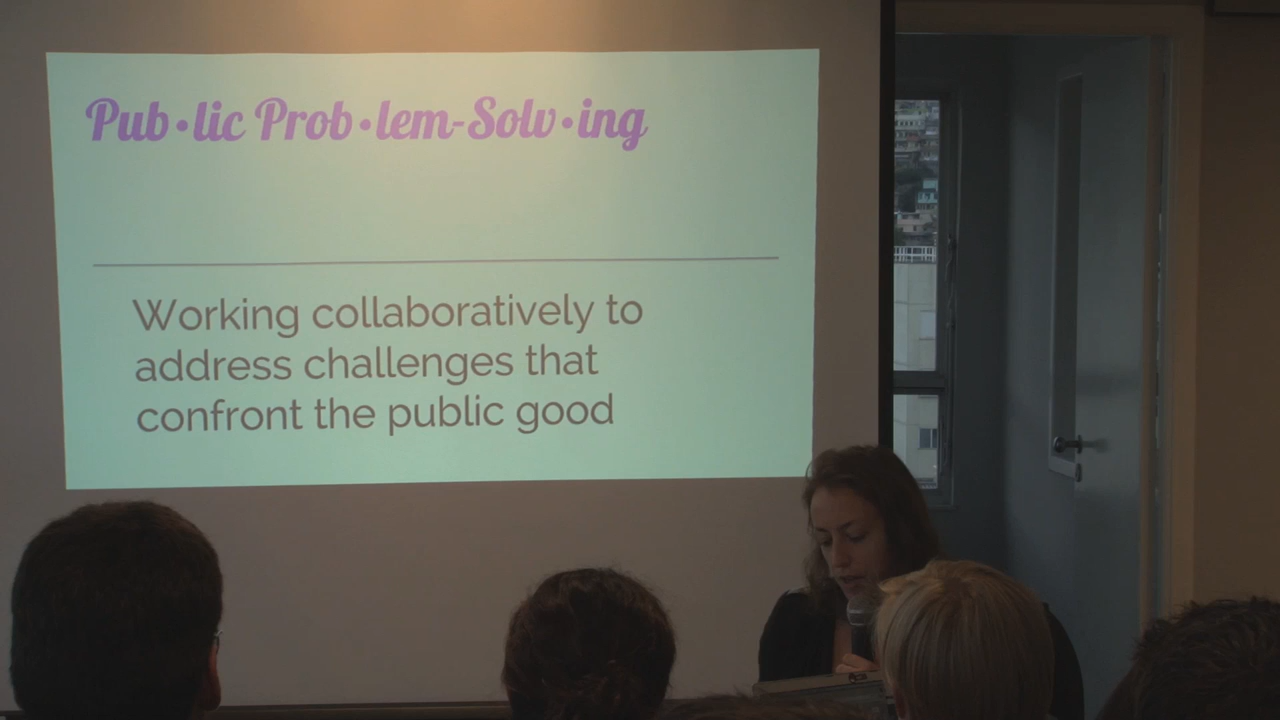 Pub•lic Prob•lem-Solv•ing
Working collaboratively to
address challenges that
confront the public good